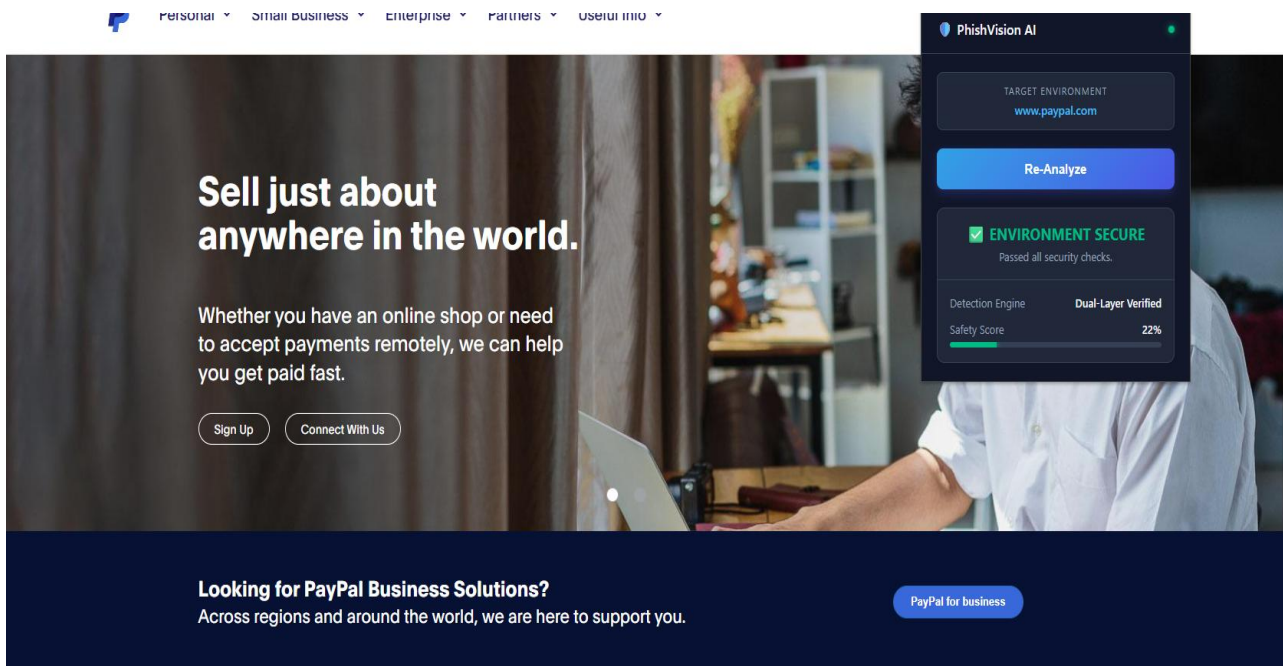 Personal
Small Business
Enterprise
Partners
Useful Info
PhishVision AI
TARGET ENVIRONMENT
www.paypal.com
Re-Analyze
ENVIRONMENT SECURE
Passed all security checks.
Detection Engine Dual-Layer Verified
Safety Score 22%
Sell just about
anywhere in the world.
Whether you have an online shop or need
to accept payments remotely, we can help
you get paid fast.
Sign Up
Connect With Us
Looking for PayPal Business Solutions?
Across regions and around the world, we are here to support you.
PayPal for business